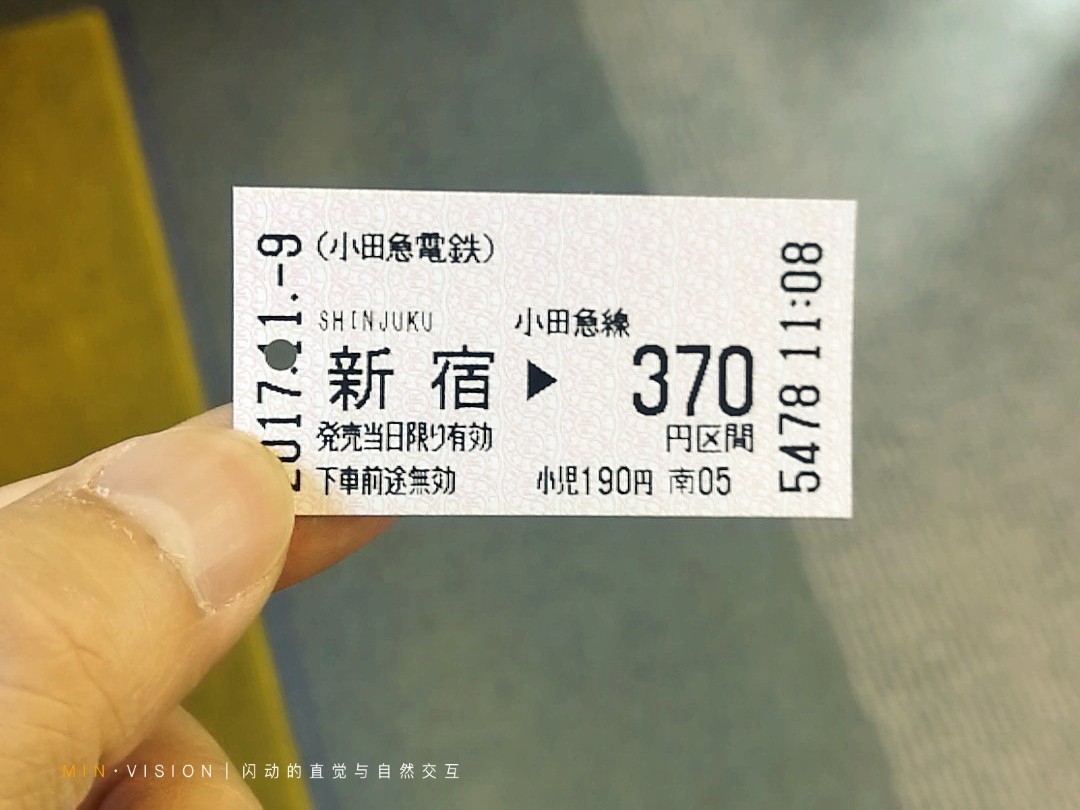 (小田急電鉄)
SHINJUKU 小田急線
新宿▶370
発売当日限り有効 円区間
下車前途無効 小児190円 南05
2017.11.-9
5478 11:08
MIN·VISION | 闪动的直觉与自然交互